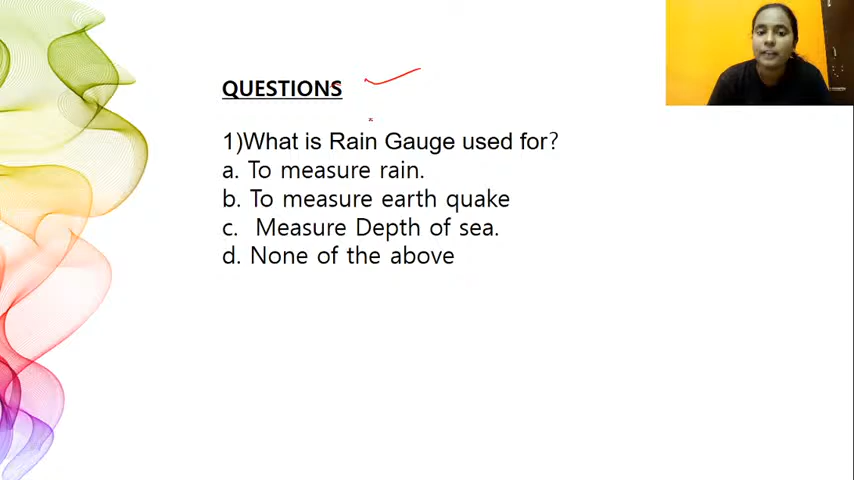 QUESTIONS
1)What is Rain Gauge used for?
a. To measure rain.
b. To measure earth quake
c. Measure Depth of sea.
d. None of the above